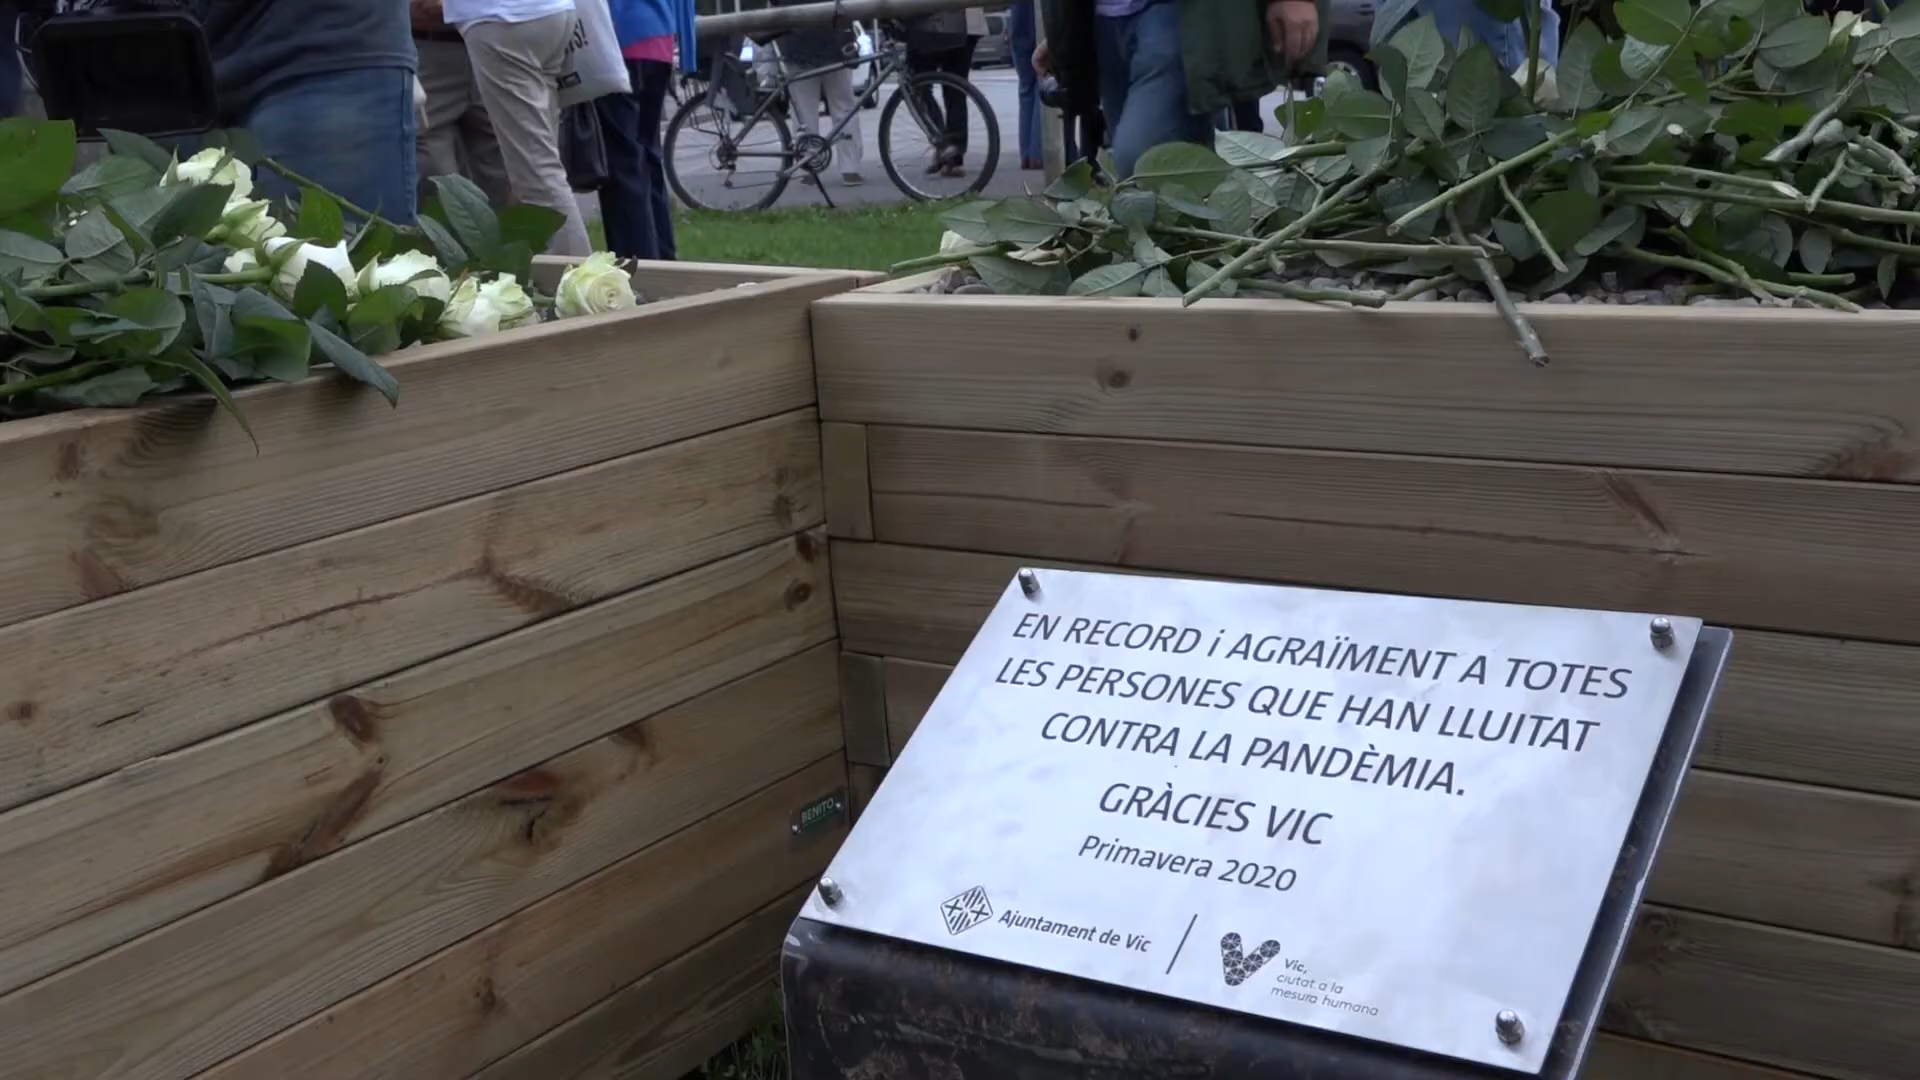 EN RECORD i AGRAÏMENT A TOTES
LES PERSONES QUE HAN LLUITAT
CONTRA LA PANDÈMIA.
GRÀCIES VIC
Primavera 2020
Ajuntament de Vic
Vic,
ciutat a la
mesura humana
BENITO